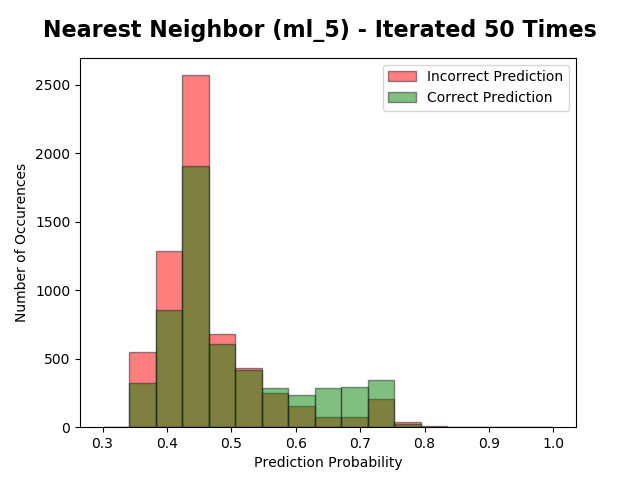 Nearest Neighbor (ml_5) - Iterated 50 Times
Incorrect Prediction
Correct Prediction
Number of Occurences
2500
2000
1500
1000
500
0
0.3 0.4 0.5 0.6 0.7 0.8 0.9 1.0
Prediction Probability